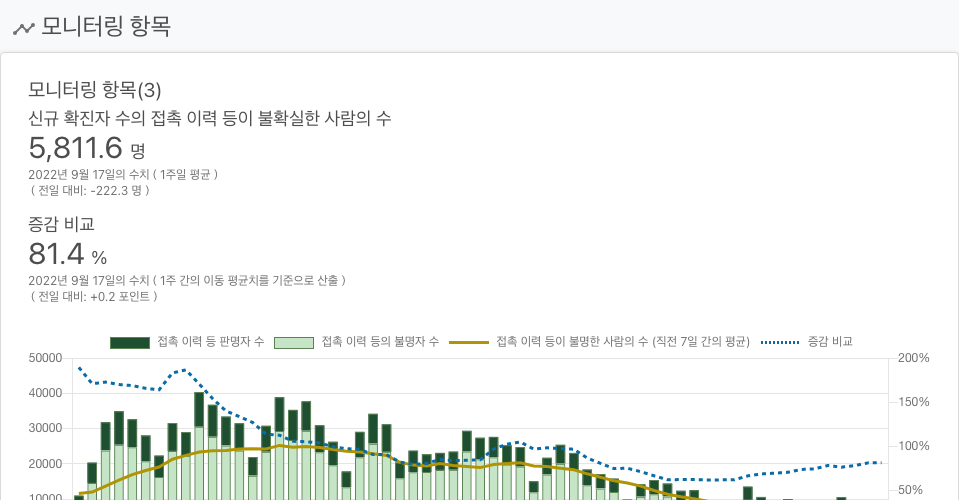 모니터링 항목
모니터링 항목(3)
신규 확진자 수의 접촉 이력 등이 불확실한 사람의 수
5,811.6 명
2022년 9월 17일의 수치 ( 1주일 평균 )
( 전일 대비: -222.3 명 )
증감 비교
81.4 %
2022년 9월 17일의 수치 ( 1주 간의 이동 평균치를 기준으로 산출 )
( 전일 대비: +0.2 포인트 )
접촉 이력 등 판명자 수 접촉 이력 등의 불명자 수 접촉 이력 등이 불명한 사람의 수 (직전 7일 간의 평균) 증감 비교
50000 200%
40000
150%
30000
100%
20000
50%
10000